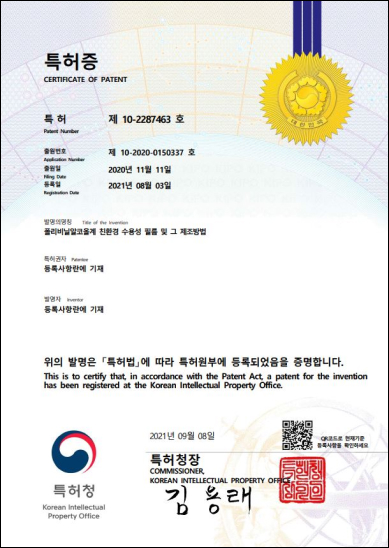 특허증
CERTIFICATE OF PATENT
특 허 제 10-2287463 호
Patent Number
출원번호 제 10-2020-0150337 호
Application Number
출원일 2020년 11월 11일
Filing Date
등록일 2021년 08월 03일
Registration Date
발명의명칭 Title of the Invention
폴리비닐알코올계 친환경 수용성 필름 및 그 제조방법
특허권자 Patentee
등록사항란에 기재
발명자 Inventor
등록사항란에 기재
위의 발명은 「특허법」에 따라 특허원부에 등록되었음을 증명합니다.
This is to certify that, in accordance with the Patent Act, a patent for the invention
has been registered at the Korean Intellectual Property Office.
2021년 09월 08일
QR코드로 현재기준
등록사항을 확인하세요
특허청장
COMMISSIONER,
KOREAN INTELLECTUAL PROPERTY OFFICE
김용래
특허청
Korean Intellectual
Property Office
대한민국